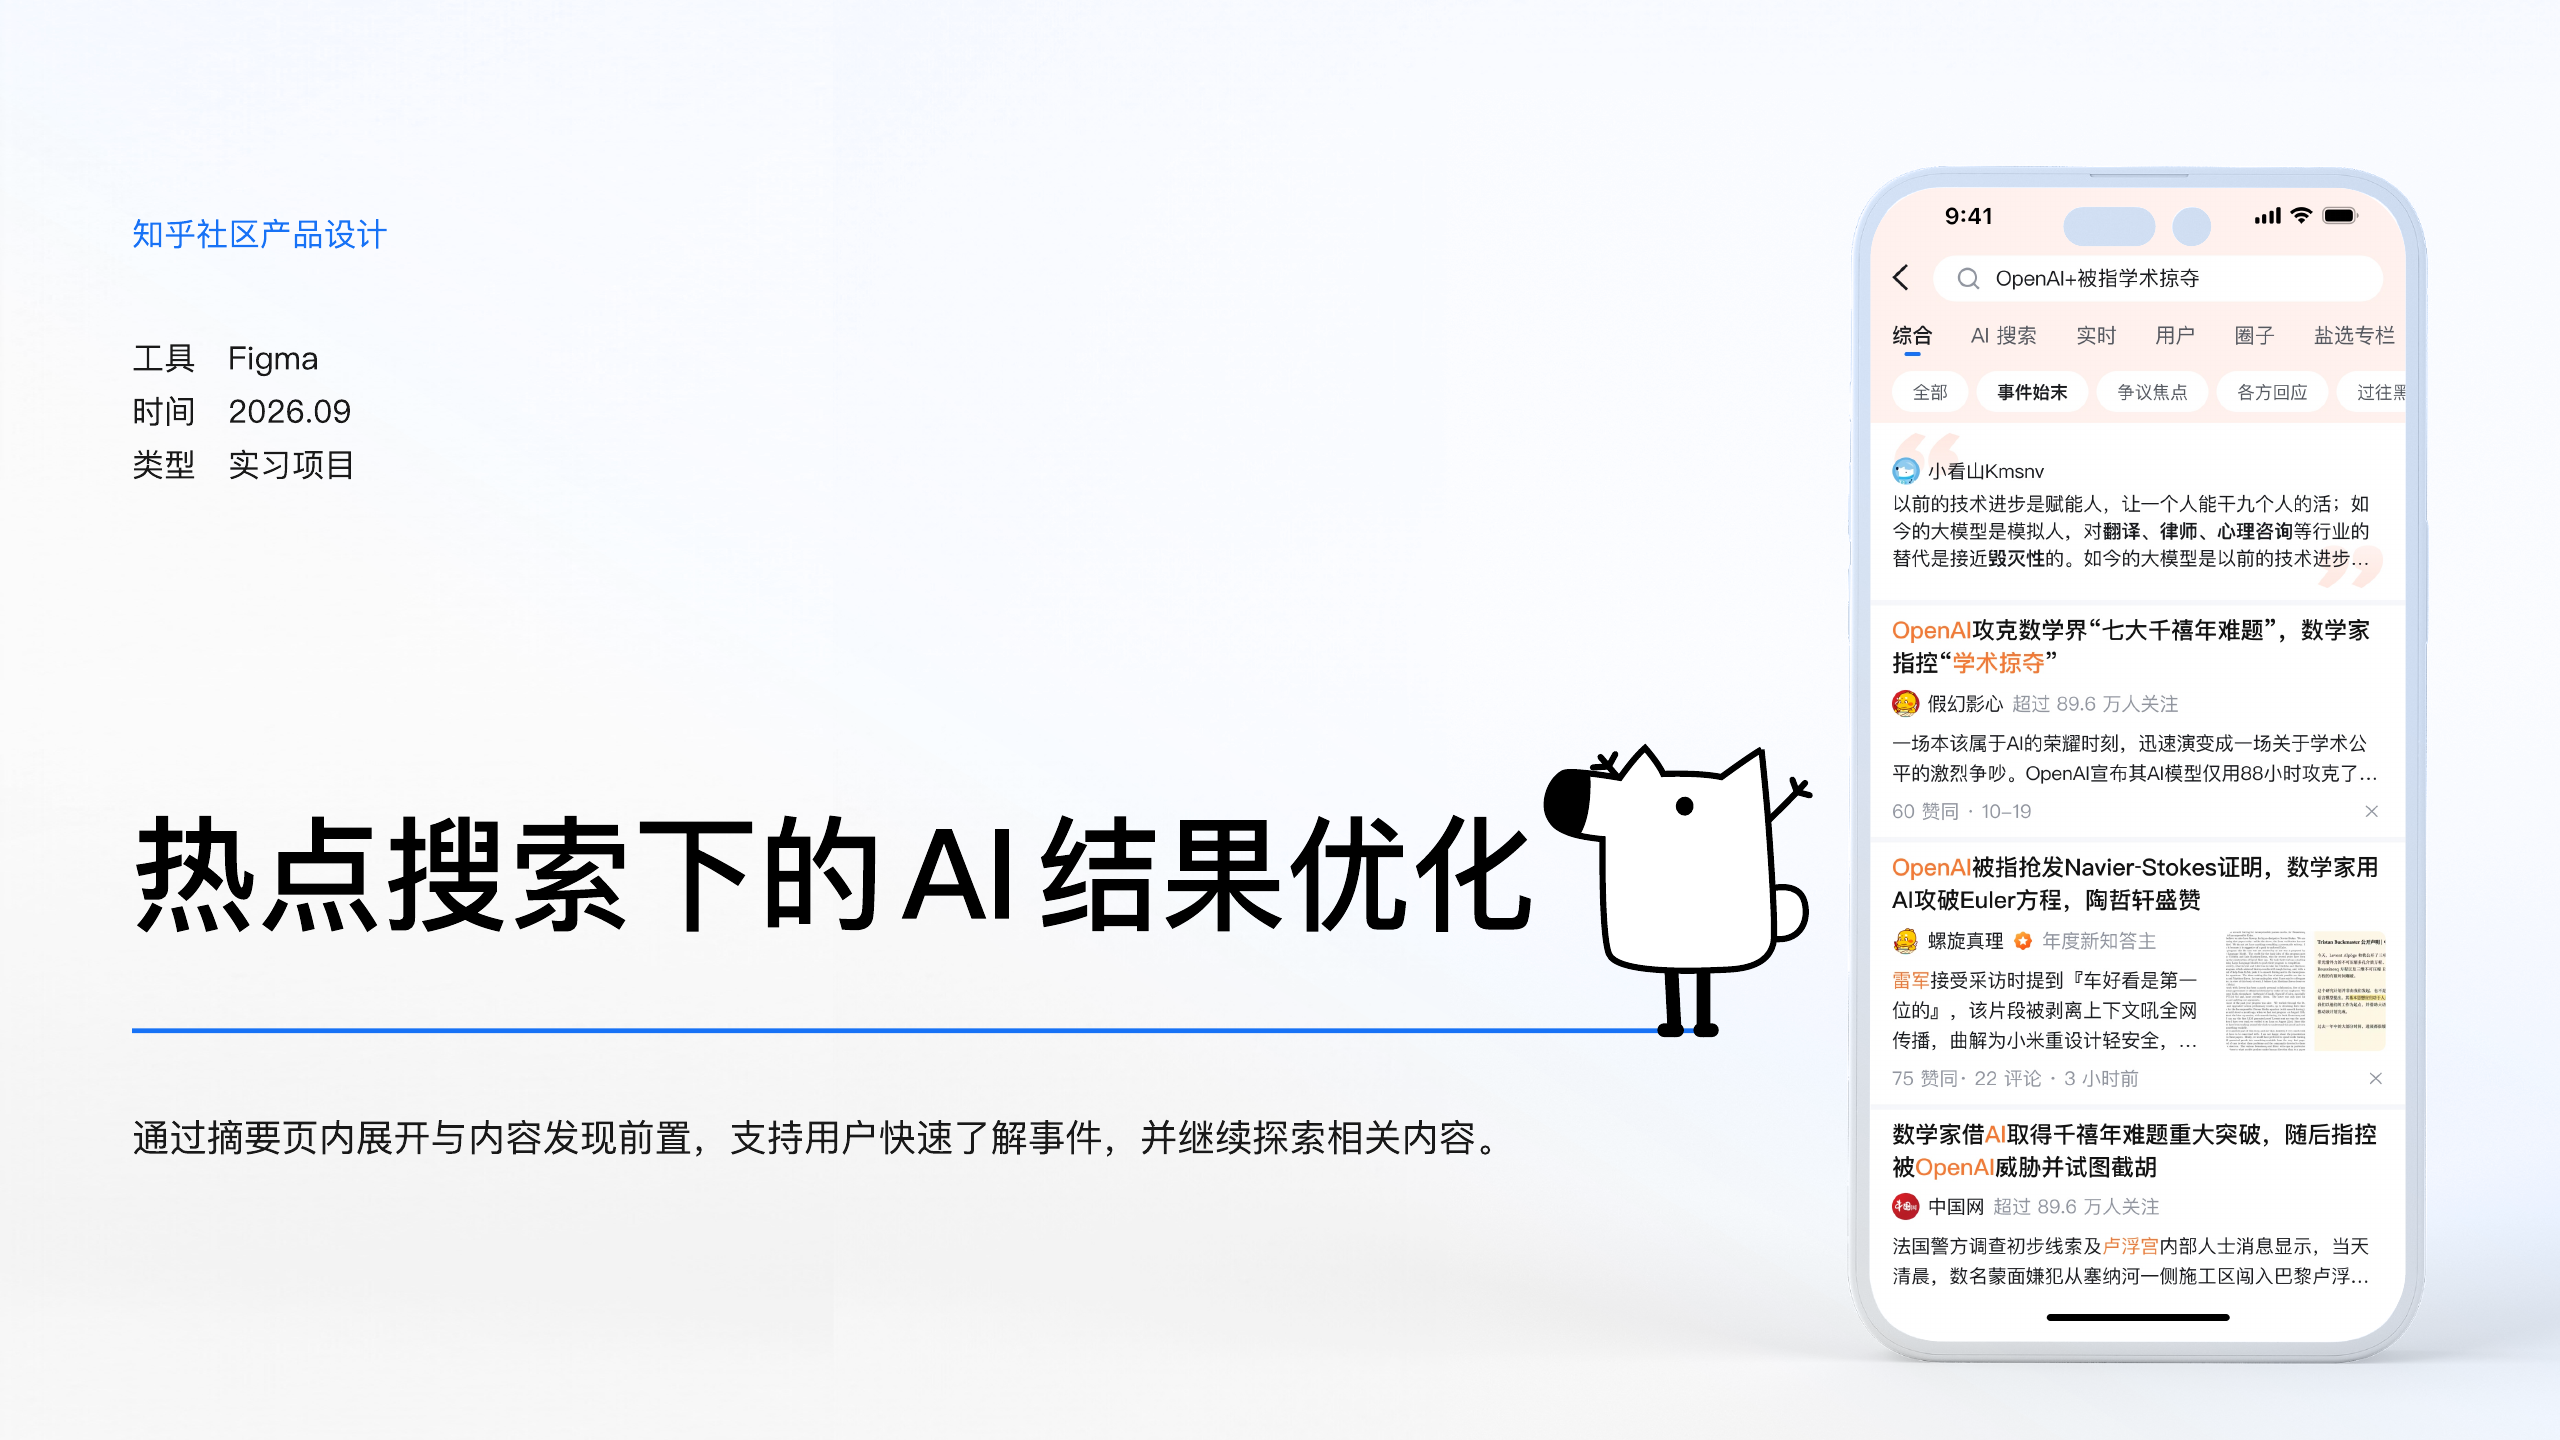 知乎社区产品设计
工具 Figma
时间 2026.09
类型 实习项目
热点搜索下的 AI 结果优化
通过摘要页内展开与内容发现前置，支持用户快速了解事件，并继续探索相关内容。
9:41
OpenAI+被指学术掠夺
综合 AI 搜索 实时 用户 圈子 盐选专栏
全部 事件始末 争议焦点 各方回应 过往黑
小看山Kmsnv
以前的技术进步是赋能人，让一个人能干九个人的活；如
今的大模型是模拟人，对翻译、律师、心理咨询等行业的
替代是接近毁灭性的。如今的大模型是以前的技术进步...
OpenAI攻克数学界“七大千禧年难题”，数学家
指控“学术掠夺”
假幻影心 超过 89.6 万人关注
一场本该属于AI的荣耀时刻，迅速演变成一场关于学术公
平的激烈争吵。OpenAI宣布其AI模型仅用88小时攻克了...
60 赞同 · 10-19
OpenAI被指抢发Navier-Stokes证明，数学家用
AI攻破Euler方程，陶哲轩盛赞
螺旋真理 年度新知答主
雷军接受采访时提到『车好看是第一
位的』，该片段被剥离上下文吼全网
传播，曲解为小米重设计轻安全，...
75 赞同 · 22 评论 · 3 小时前
数学家借AI取得千禧年难题重大突破，随后指控
被OpenAI威胁并试图截胡
中国网 超过 89.6 万人关注
法国警方调查初步线索及卢浮宫内部人士消息显示，当天
清晨，数名蒙面嫌犯从塞纳河一侧施工区闯入巴黎卢浮...